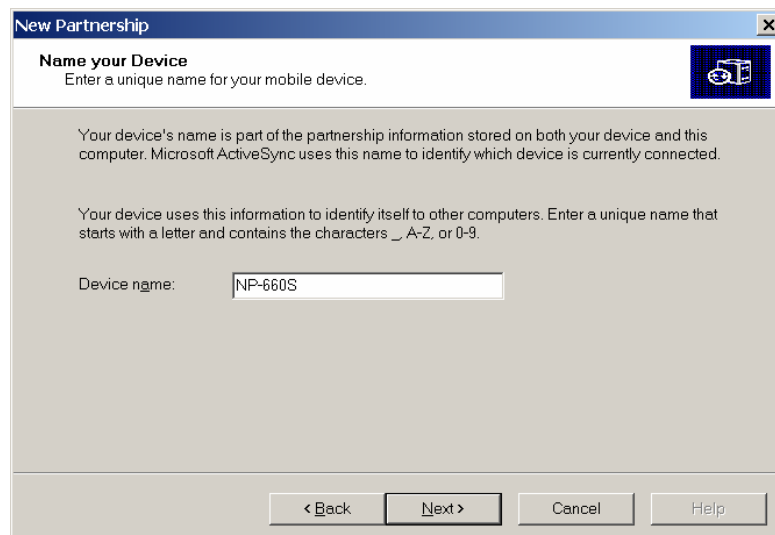 New Partnership
Name your Device
Enter a unique name for your mobile device.
Your device's name is part of the partnership information stored on both your device and this
computer. Microsoft ActiveSync uses this name to identify which device is currently connected.
Your device uses this information to identify itself to other computers. Enter a unique name that
starts with a letter and contains the characters _, A-Z, or 0-9.
Device name: NP-660S
< Back Next > Cancel Help